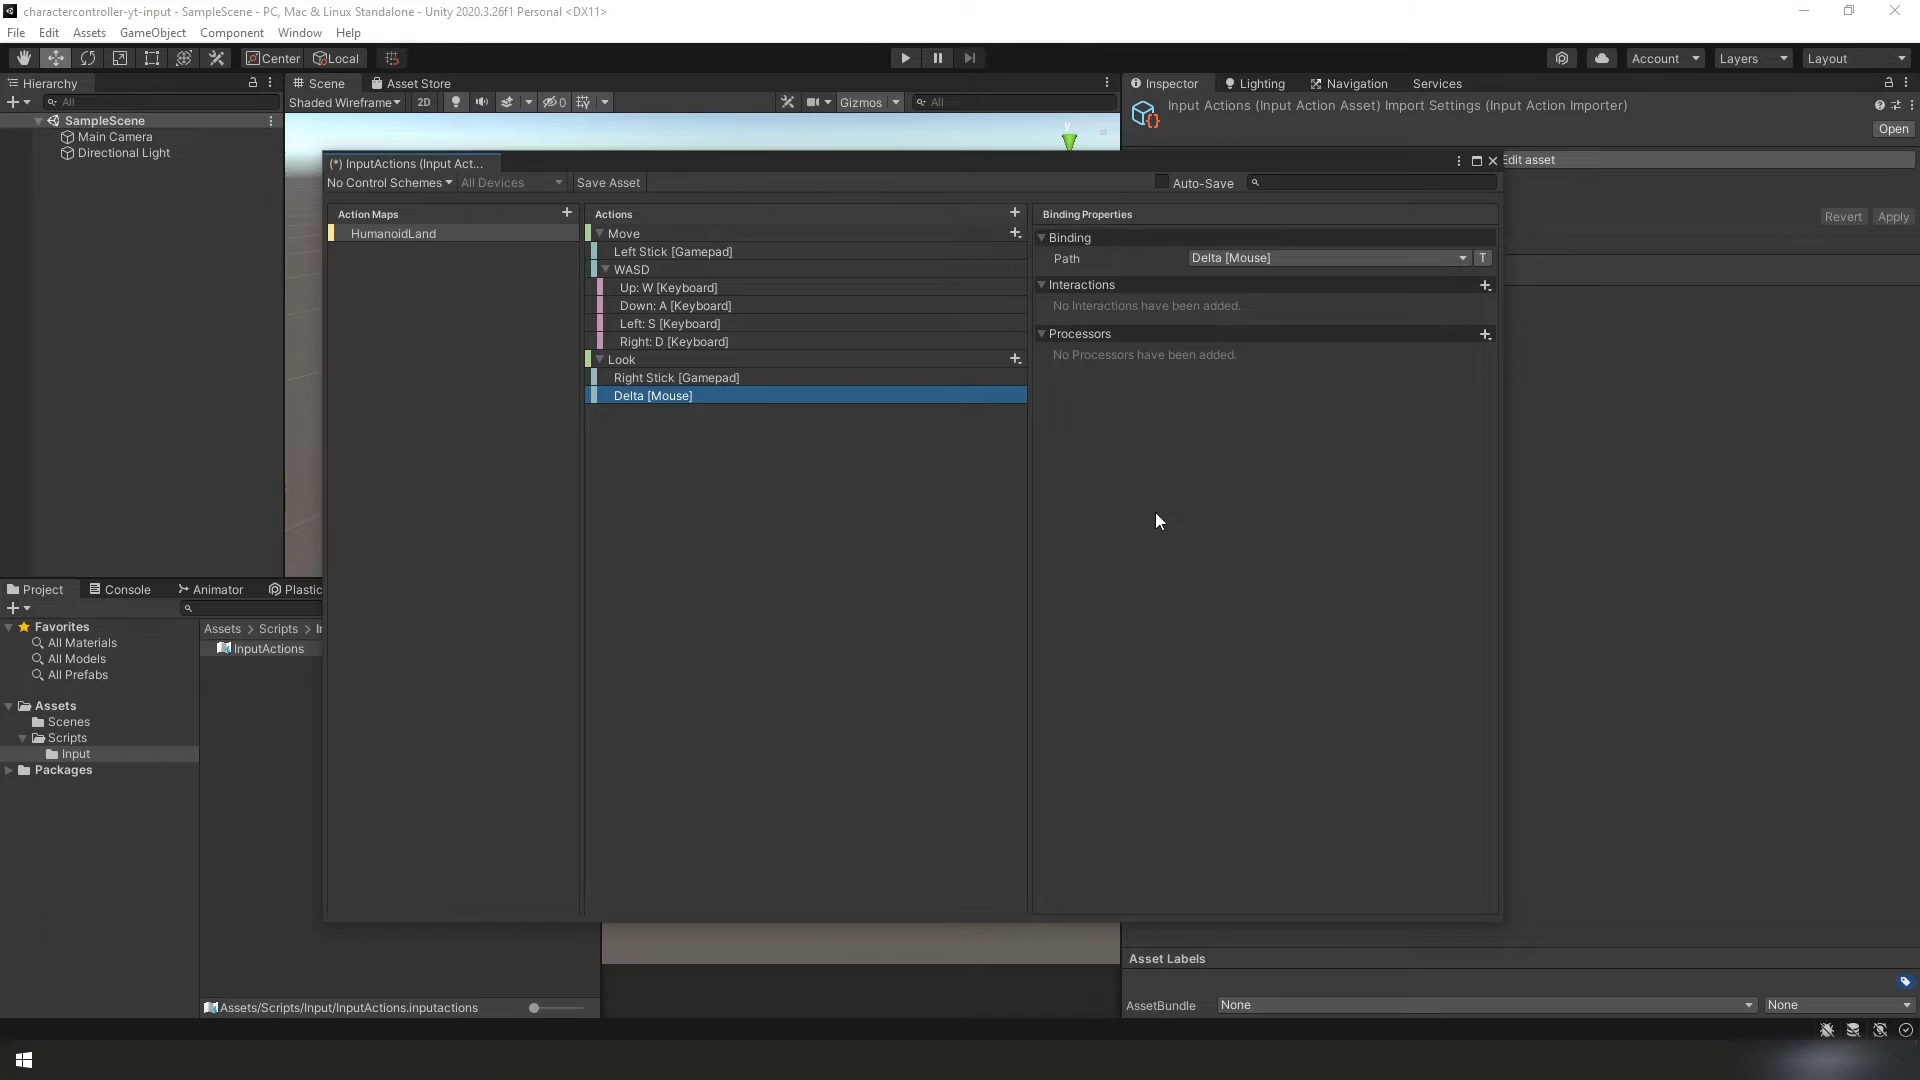 charactercontroller-yt-input - SampleScene - PC, Mac & Linux Standalone - Unity 2020.3.26f1 Personal <DX11>
File Edit Assets GameObject Component Window Help
Center Local Account Layers Layout
Hierarchy
All
SampleScene
Main Camera
Directional Light
Scene Asset Store
Shaded Wireframe 2D 0 Gizmos All
y
Inspector Lighting Navigation Services
Input Actions (Input Action Asset) Import Settings (Input Action Importer)
Open
Edit asset
Revert Apply
(*) InputActions (Input Act...
No Control Schemes All Devices Save Asset Auto-Save
Action Maps
HumanoidLand
Actions
Move
Left Stick [Gamepad]
WASD
Up: W [Keyboard]
Down: A [Keyboard]
Left: S [Keyboard]
Right: D [Keyboard]
Look
Right Stick [Gamepad]
Delta [Mouse]
Binding Properties
Binding
Path Delta [Mouse] T
Interactions
No Interactions have been added.
Processors
No Processors have been added.
Project Console Animator Plastic
Favorites
All Materials
All Models
All Prefabs
Assets
Scenes
Scripts
Input
Packages
Assets > Scripts >
InputActions
Assets/Scripts/Input/InputActions.inputactions
Asset Labels
AssetBundle None None